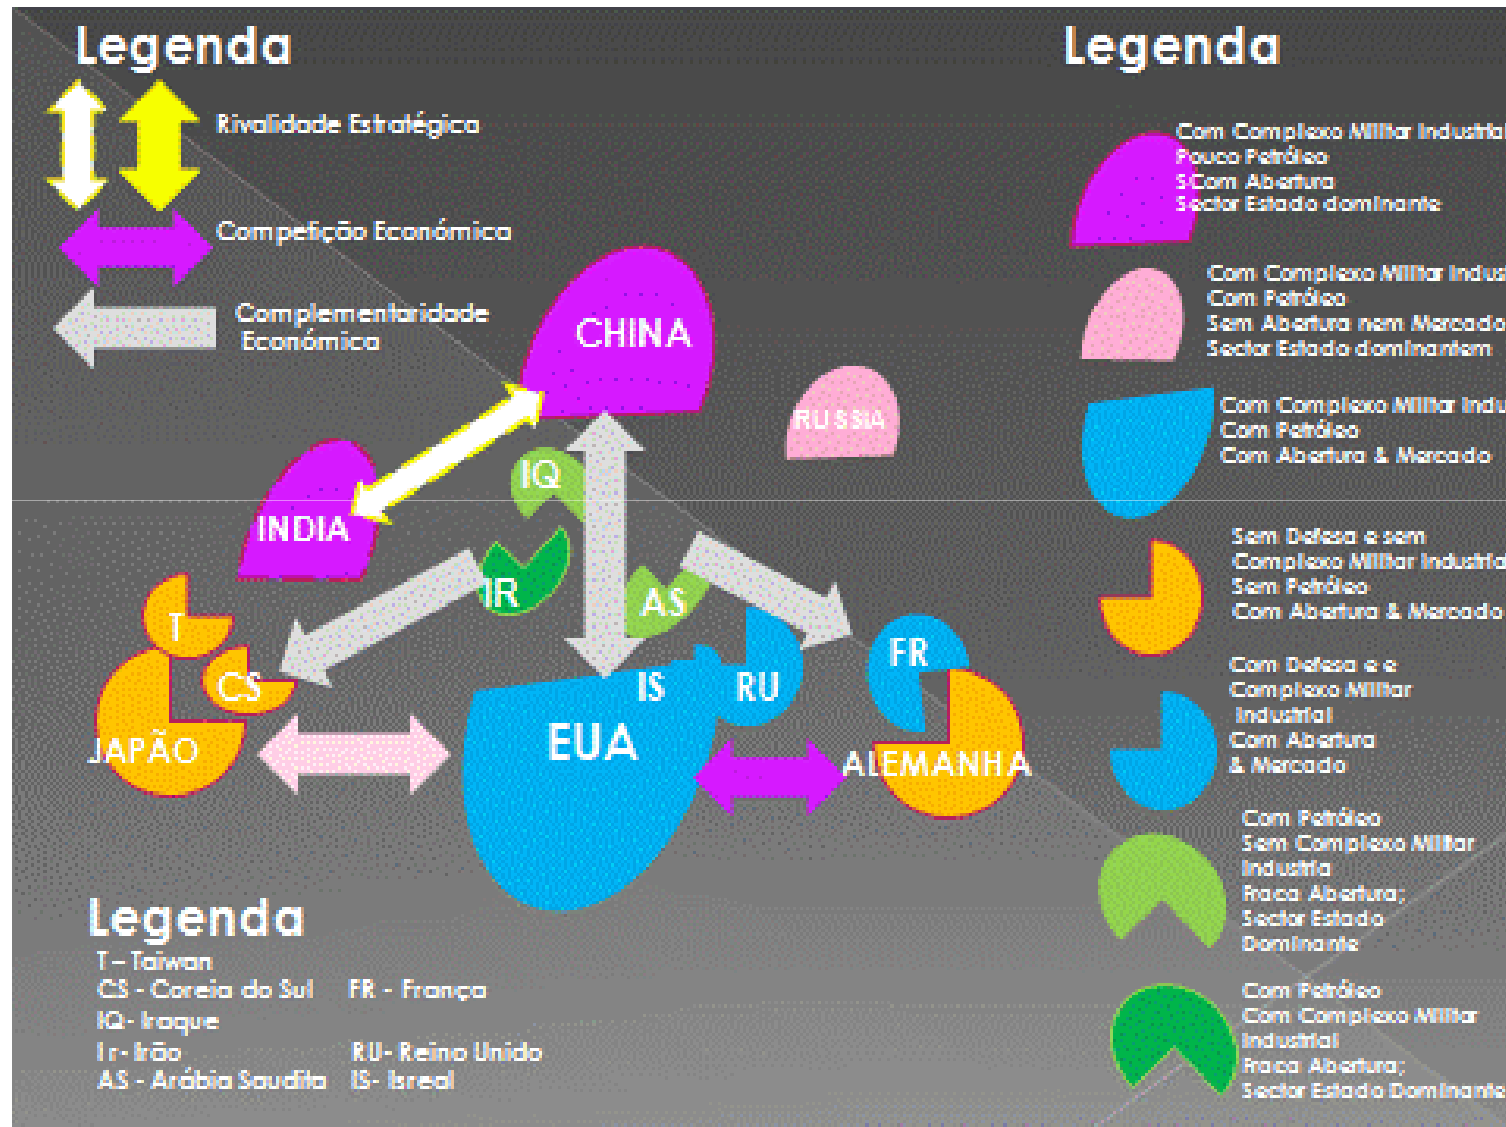 Legenda
Rivalidade Estratégica
Competição Económica
Complementaridade
Económica
CHINA
RUSSIA
IQ
INDIA
IR
AS
T
CS
JAPÃO
IS
RU
FR
EUA
ALEMANHA
Legenda
T – Taiwan
CS - Coreia do Sul FR - França
IQ- Iraque
Ir- Irão RU- Reino Unido
AS - Arábia Saudita IS- Isreal
Legenda
Com Complexo Militar Industrial
Pouco Petróleo
SCom Abertura
Sector Estado dominante
Com Complexo Militar Indust
Com Petróleo
Sem Abertura nem Mercado
Sector Estado dominantem
Com Complexo Militar Indu
Com Petróleo
Com Abertura & Mercado
Sem Defesa e sem
Complexo Militar Industrial
Sem Petróleo
Com Abertura & Mercado
Com Defesa e e
Complexo Militar
Industrial
Com Abertura
& Mercado
Com Petróleo
Sem Complexo Militar
Industria
Fraca Abertura;
Sector Estado
Dominante
Com Petróleo
Com Complexo Militar
Industrial
Fraca Abertura;
Sector Estado Dominante